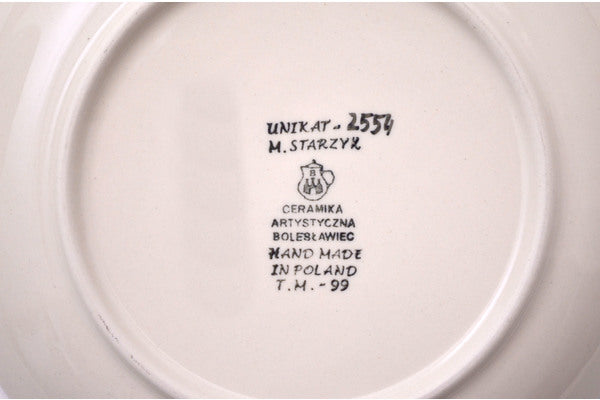 UNIKAT - 2554
M. STARZYK
B
CERAMIKA
ARTYSTYCZNA
BOLESŁAWIEC
HAND MADE
IN POLAND
T. M. - 99